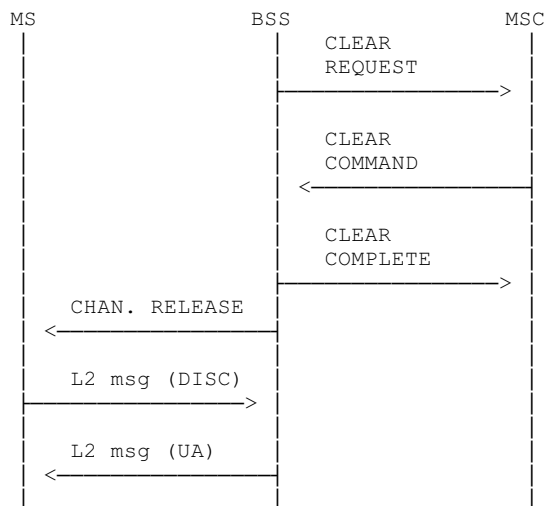 MS BSS MSC
CLEAR
REQUEST
CLEAR
COMMAND
CLEAR
COMPLETE
CHAN. RELEASE
L2 msg (DISC)
L2 msg (UA)